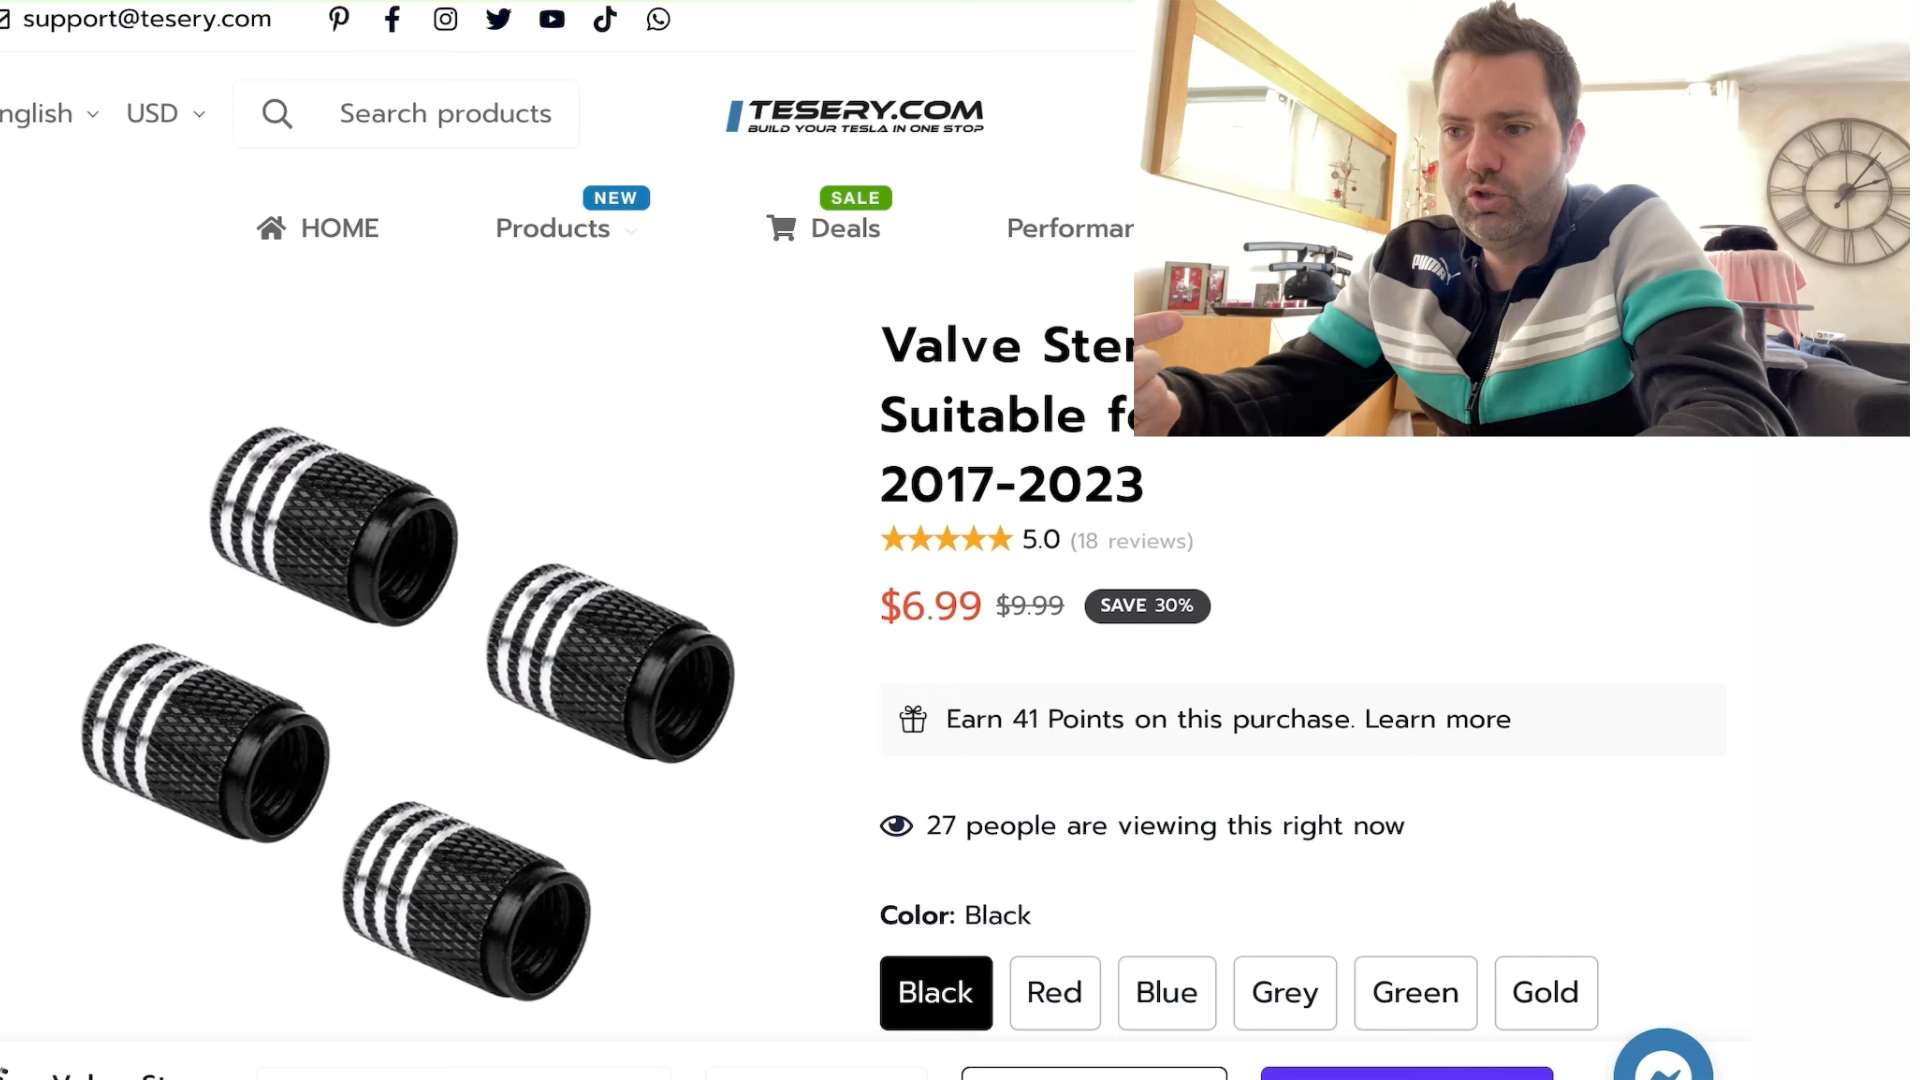 support@tesery.com
nglish USD Search products
TESERY.COM
BUILD YOUR TESLA IN ONE STOP
NEW SALE
HOME Products Deals Performan
PUMA
Valve Ste
Suitable f
2017-2023
5.0 (18 reviews)
$6.99 $9.99 SAVE 30%
Earn 41 Points on this purchase. Learn more
27 people are viewing this right now
Color: Black
Black Red Blue Grey Green Gold